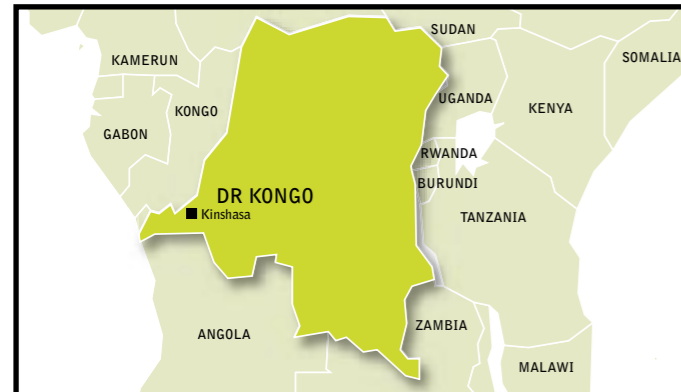 SUDAN
KAMERUN
SOMALIA
UGANDA
KENYA
KONGO
GABON
RWANDA
BURUNDI
DR KONGO
Kinshasa
TANZANIA
ANGOLA
ZAMBIA
MALAWI